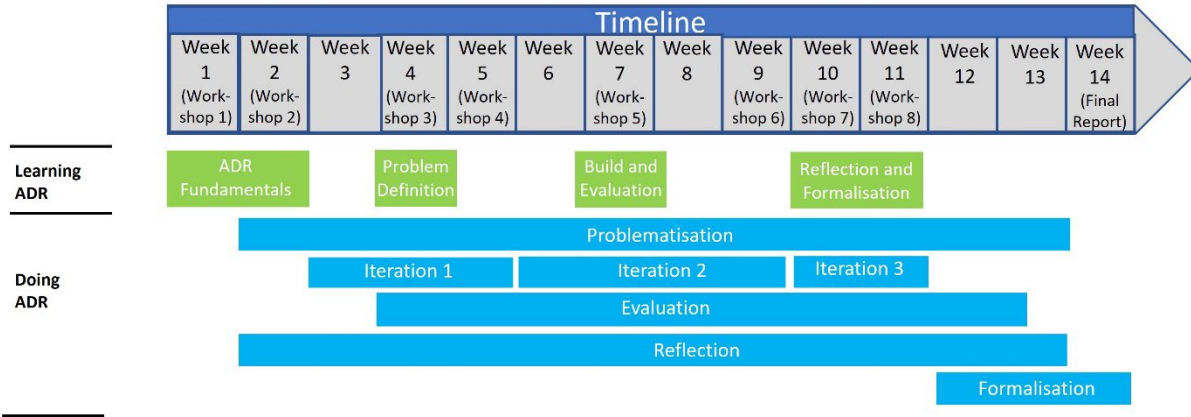 Timeline
Week
1
(Work-
shop 1)
Week
2
(Work-
shop 2)
Week
3
Week
4
(Work-
shop 3)
Week
5
(Work-
shop 4)
Week
6
Week
7
(Work-
shop 5)
Week
8
Week
9
(Work-
shop 6)
Week
10
(Work-
shop 7)
Week
11
(Work-
shop 8)
Week
12
Week
13
Week
14
(Final
Report)
Learning
ADR
ADR
Fundamentals
Problem
Definition
Build and
Evaluation
Reflection and
Formalisation
Doing
ADR
Problematisation
Iteration 1
Iteration 2
Iteration 3
Evaluation
Reflection
Formalisation